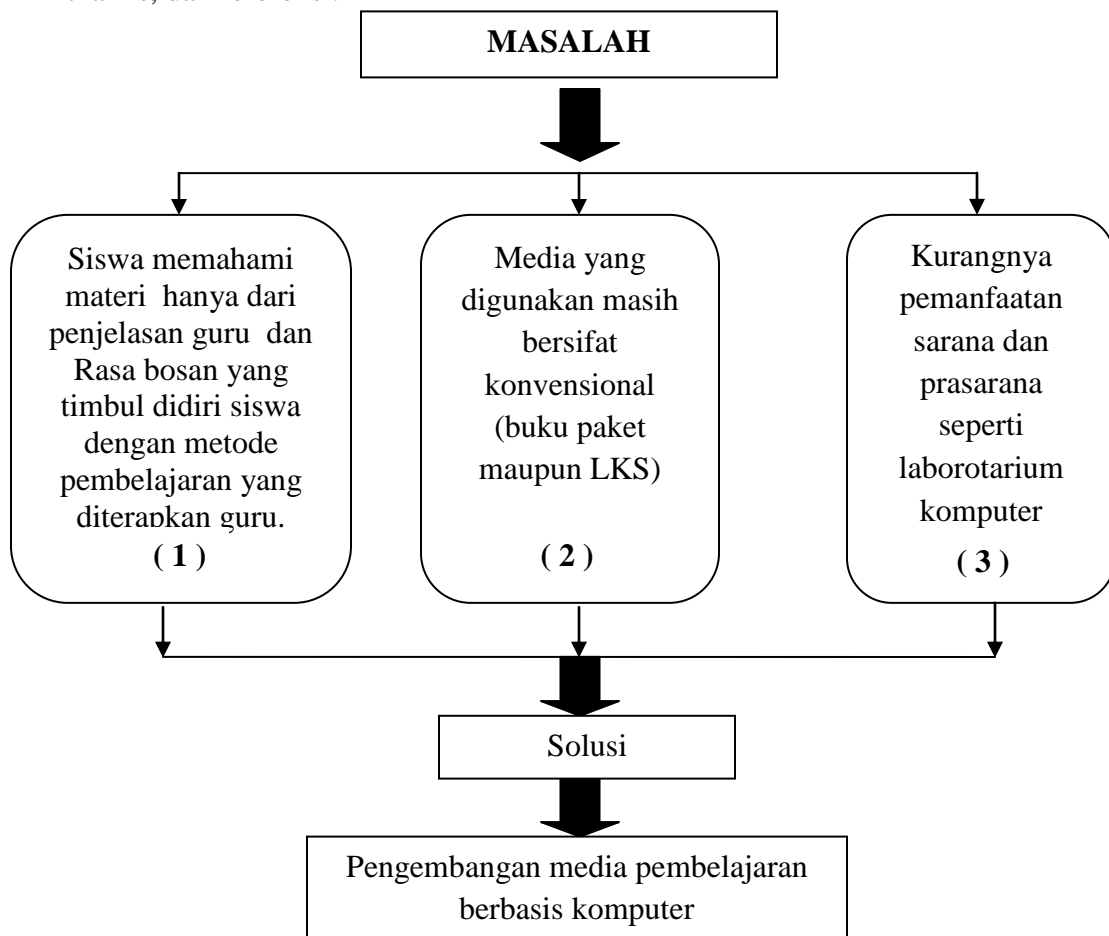 MASALAH
Siswa memahami
materi hanya dari
penjelasan guru dan
Rasa bosan yang
timbul didiri siswa
dengan metode
pembelajaran yang
diterapkan guru.
( 1 )
Media yang
digunakan masih
bersifat
konvensional
(buku paket
maupun LKS)
( 2 )
Kurangnya
pemanfaatan
sarana dan
prasarana
seperti
laborotarium
komputer
( 3 )
Solusi
Pengembangan media pembelajaran
berbasis komputer